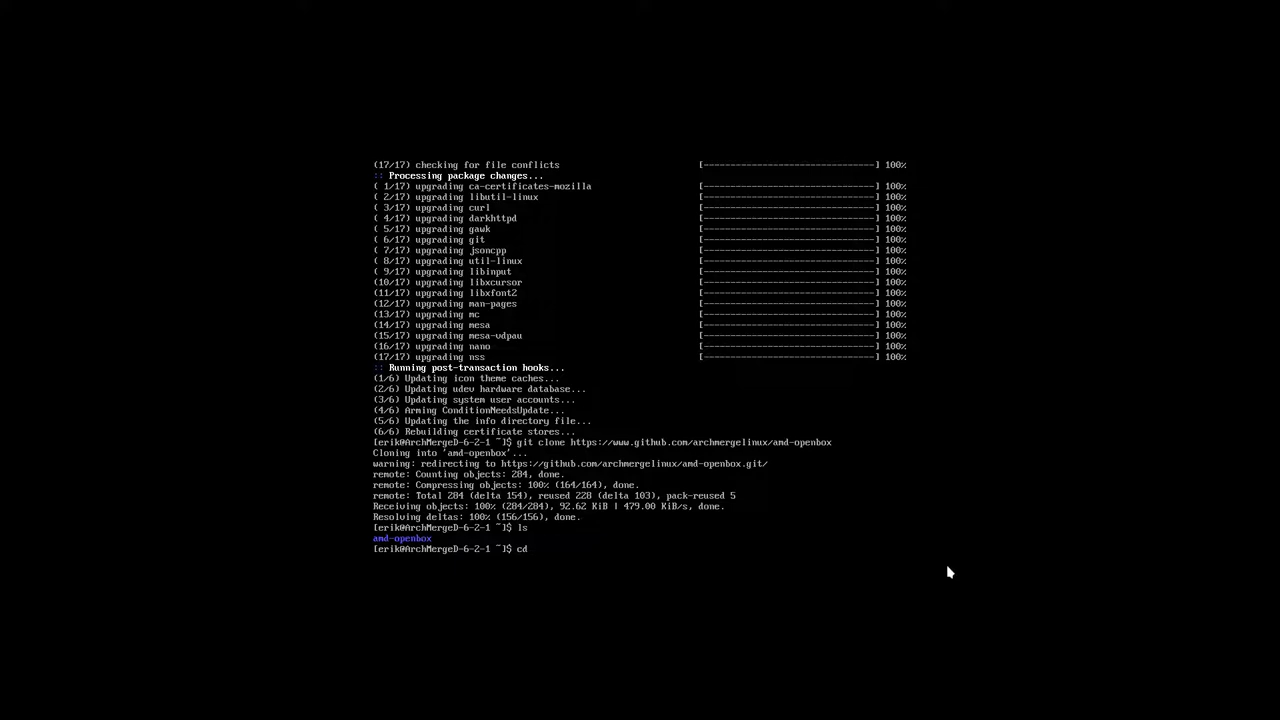 (17/17) checking for file conflicts [--------------------------------] 100%
:: Processing package changes...
( 1/17) upgrading ca-certificates-mozilla [--------------------------------] 100%
( 2/17) upgrading libutil-linux [--------------------------------] 100%
( 3/17) upgrading curl [--------------------------------] 100%
( 4/17) upgrading darkhttpd [--------------------------------] 100%
( 5/17) upgrading gawk [--------------------------------] 100%
( 6/17) upgrading git [--------------------------------] 100%
( 7/17) upgrading jsoncpp [--------------------------------] 100%
( 8/17) upgrading util-linux [--------------------------------] 100%
( 9/17) upgrading libinput [--------------------------------] 100%
(10/17) upgrading libxcursor [--------------------------------] 100%
(11/17) upgrading libxfont2 [--------------------------------] 100%
(12/17) upgrading man-pages [--------------------------------] 100%
(13/17) upgrading mc [--------------------------------] 100%
(14/17) upgrading mesa [--------------------------------] 100%
(15/17) upgrading mesa-vdpau [--------------------------------] 100%
(16/17) upgrading nano [--------------------------------] 100%
(17/17) upgrading nss [--------------------------------] 100%
:: Running post-transaction hooks...
(1/6) Updating icon theme caches...
(2/6) Updating udev hardware database...
(3/6) Updating system user accounts...
(4/6) Arming ConditionNeedsUpdate...
(5/6) Updating the info directory file...
(6/6) Rebuilding certificate stores...
[erik@ArchMergeD-6-2-1 ~]$ git clone https://www.github.com/archmergelinux/amd-openbox
Cloning into 'amd-openbox'...
warning: redirecting to https://github.com/archmergelinux/amd-openbox.git/
remote: Counting objects: 284, done.
remote: Compressing objects: 100% (164/164), done.
remote: Total 284 (delta 154), reused 228 (delta 103), pack-reused 5
Receiving objects: 100% (284/284), 92.62 KiB | 479.00 KiB/s, done.
Resolving deltas: 100% (156/156), done.
[erik@ArchMergeD-6-2-1 ~]$ ls
amd-openbox
[erik@ArchMergeD-6-2-1 ~]$ cd